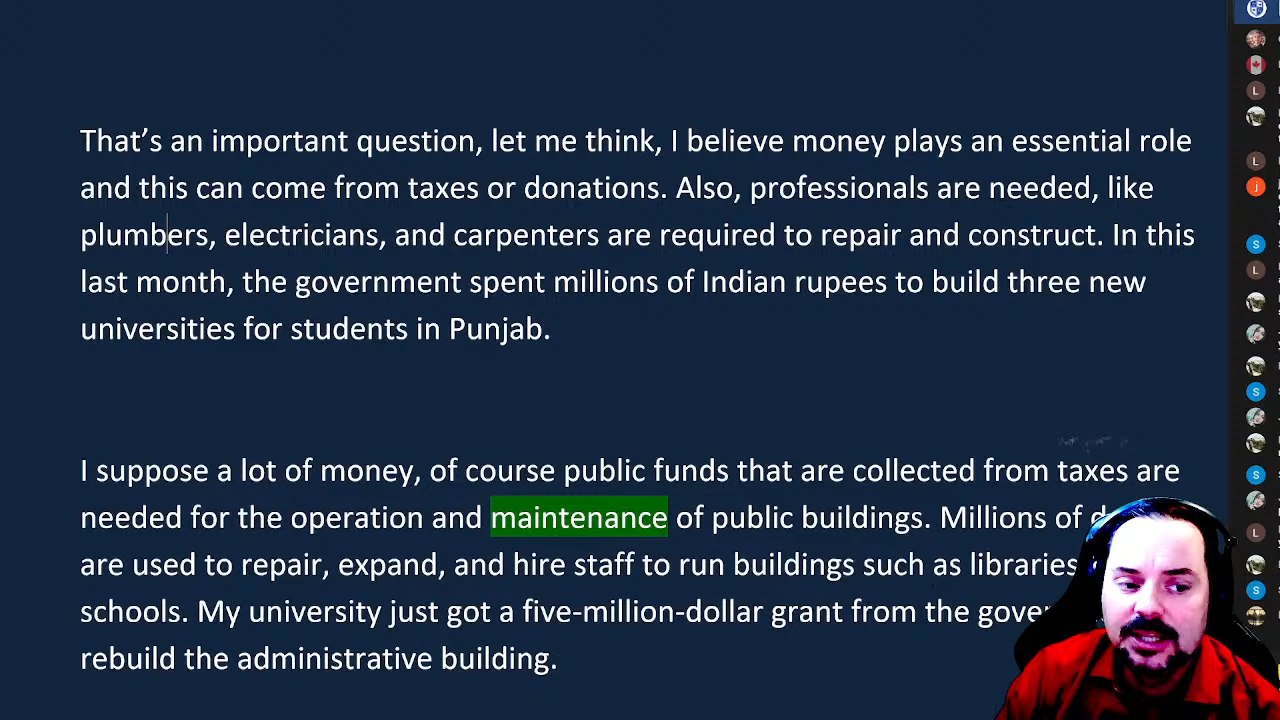 That’s an important question, let me think, I believe money plays an essential role
and this can come from taxes or donations. Also, professionals are needed, like
plumbers, electricians, and carpenters are required to repair and construct. In this
last month, the government spent millions of Indian rupees to build three new
universities for students in Punjab.
I suppose a lot of money, of course public funds that are collected from taxes are
needed for the operation and maintenance of public buildings. Millions of
are used to repair, expand, and hire staff to run buildings such as libraries
schools. My university just got a five-million-dollar grant from the
rebuild the administrative building.
L
L
j
S
L
S
S
L
S